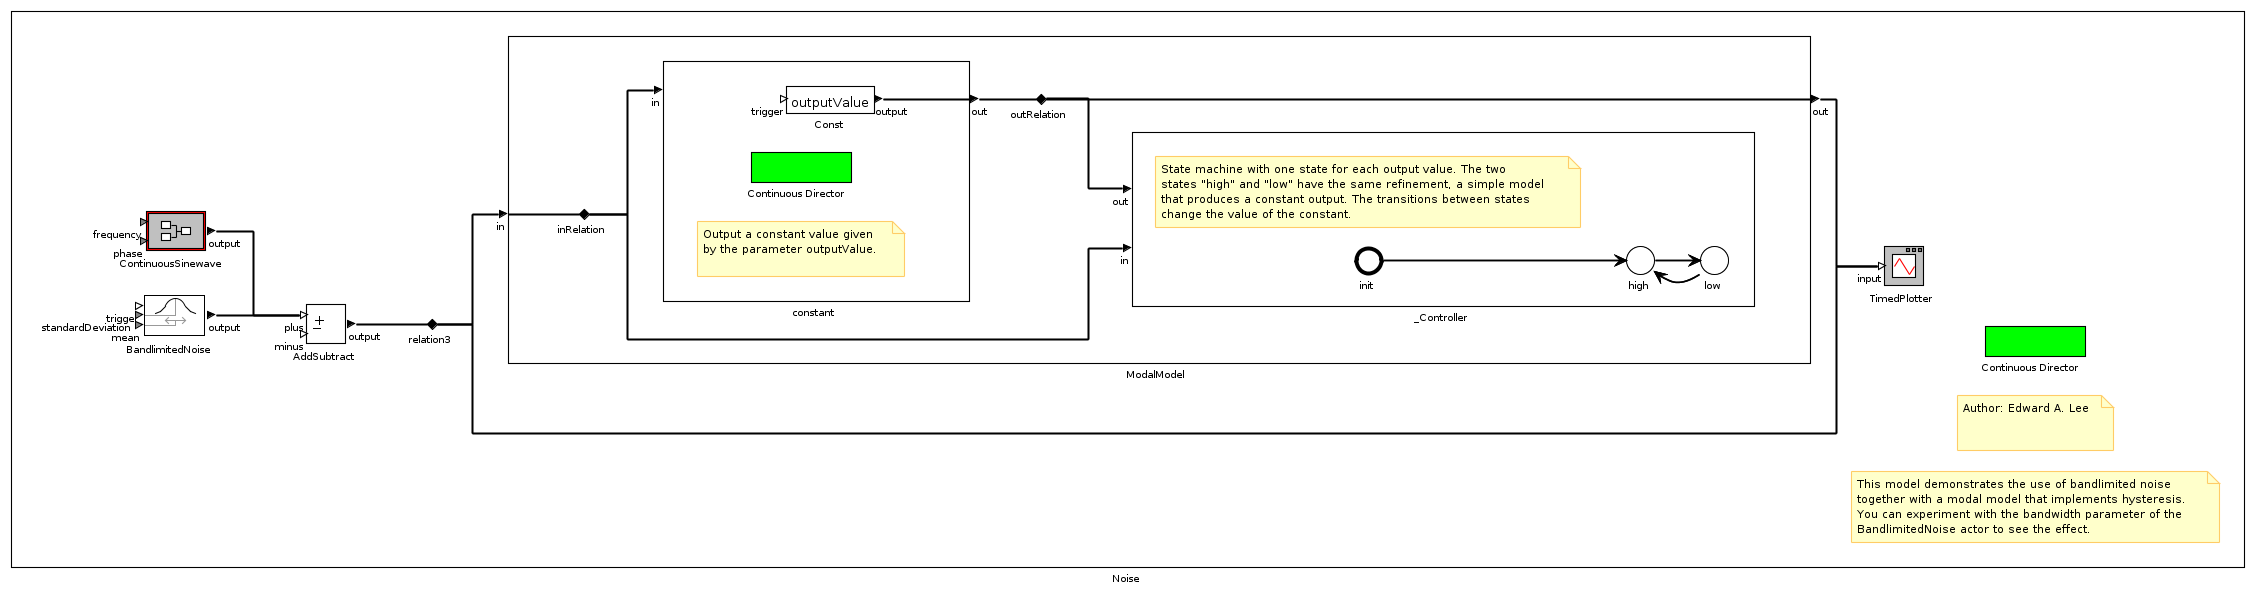 outputValue
in
trigger
output
Const
out
outRelation
out
Continuous Director
State machine with one state for each output value. The two
states "high" and "low" have the same refinement, a simple model
that produces a constant output. The transitions between states
change the value of the constant.
out
in
inRelation
Output a constant value given
by the parameter outputValue.
frequency
output
phase
ContinuousSinewave
in
init
high
low
input
TimedPlotter
constant
_Controller
trigge
standardDeviation
mean
output
BandlimitedNoise
plus
minus
output
AddSubtract
relation3
ModalModel
Continuous Director
Author: Edward A. Lee
This model demonstrates the use of bandlimited noise
together with a modal model that implements hysteresis.
You can experiment with the bandwidth parameter of the
BandlimitedNoise actor to see the effect.
Noise